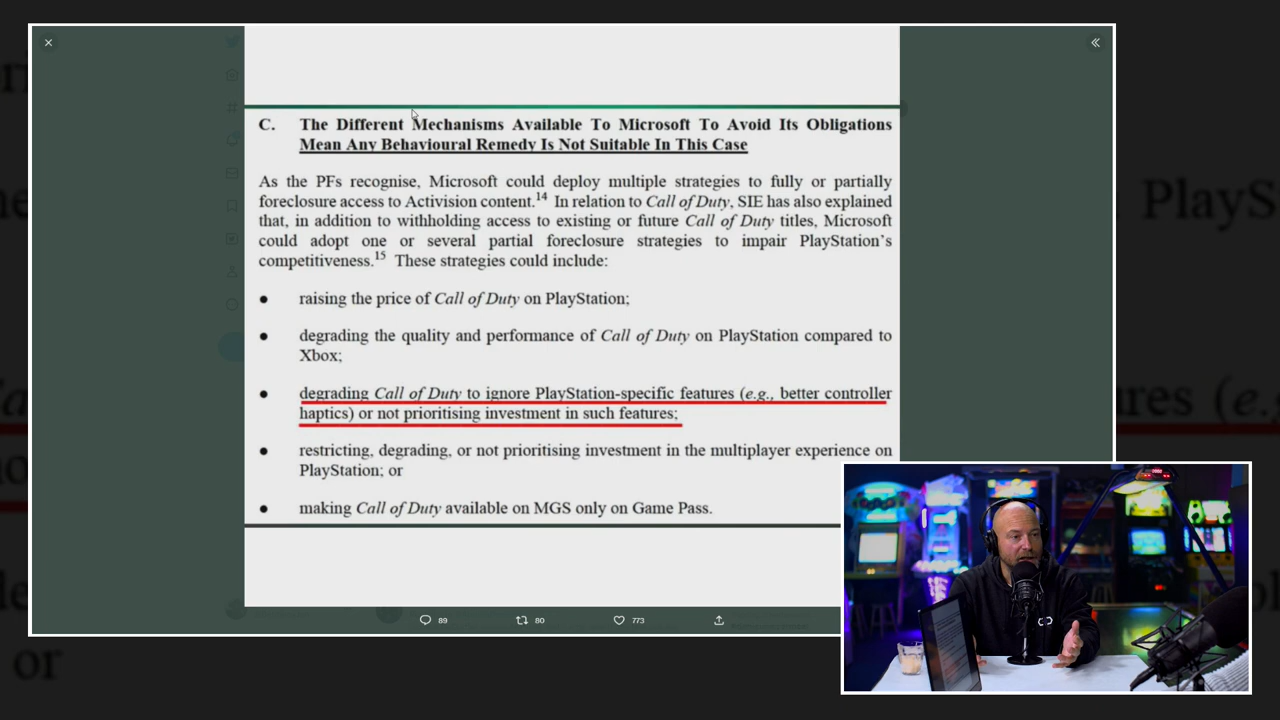 C. The Different Mechanisms Available To Microsoft To Avoid Its Obligations
Mean Any Behavioural Remedy Is Not Suitable In This Case
As the PFs recognise, Microsoft could deploy multiple strategies to fully or partially
foreclosure access to Activision content.14 In relation to Call of Duty, SIE has also explained
that, in addition to withholding access to existing or future Call of Duty titles, Microsoft
could adopt one or several partial foreclosure strategies to impair PlayStation's
competitiveness.15 These strategies could include:
● raising the price of Call of Duty on PlayStation;
● degrading the quality and performance of Call of Duty on PlayStation compared to
Xbox;
● degrading Call of Duty to ignore PlayStation-specific features (e.g., better controller
haptics) or not prioritising investment in such features;
● restricting, degrading, or not prioritising investment in the multiplayer experience on
PlayStation; or
● making Call of Duty available on MGS only on Game Pass.
89 80 773
PlayS
ures (e.g
or